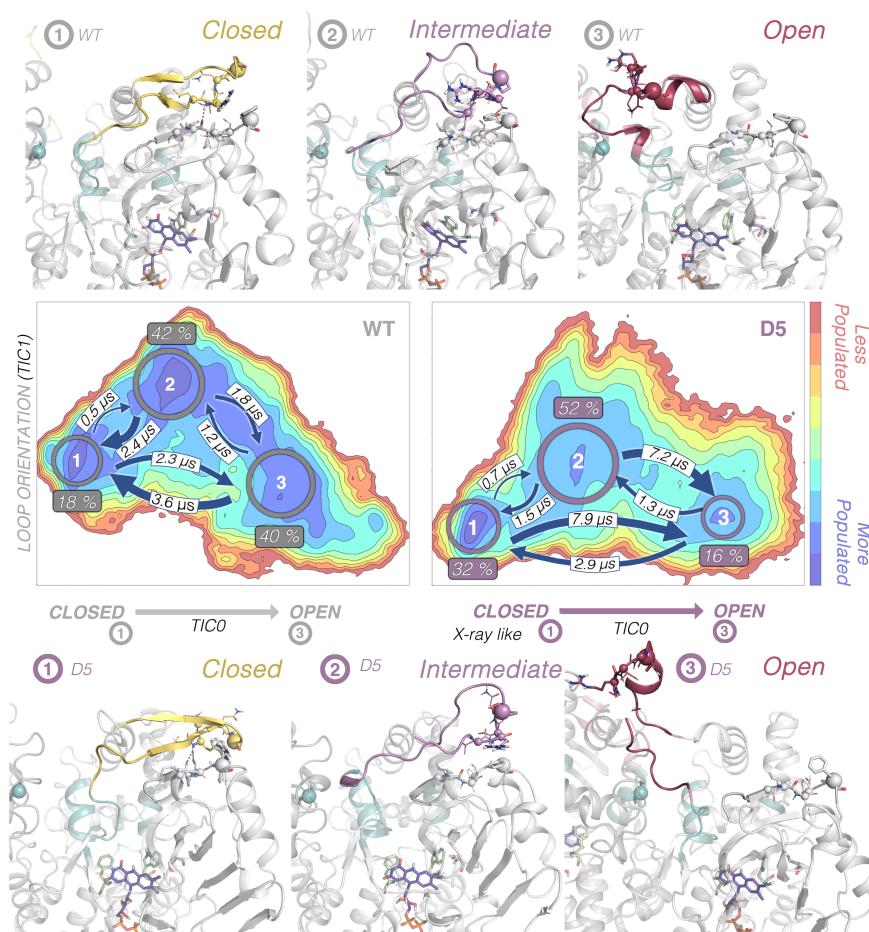 1 WT Closed
2 WT Intermediate
3 WT Open
LOOP ORIENTATION (TIC1)
WT
42 %
2
0.5 µs
2.4 µs
1.8 µs
1.2 µs
1
2.3 µs
3
3.6 µs
18 %
40 %
D5
52 %
2
0.7 µs
1.5 µs
7.2 µs
1.3 µs
1
7.9 µs
3
2.9 µs
32 %
16 %
Less
Populated
More
Populated
CLOSED TIC0 OPEN
1 3
CLOSED TIC0 OPEN
X-ray like 1 3
1 D5 Closed
2 D5 Intermediate
3 D5 Open